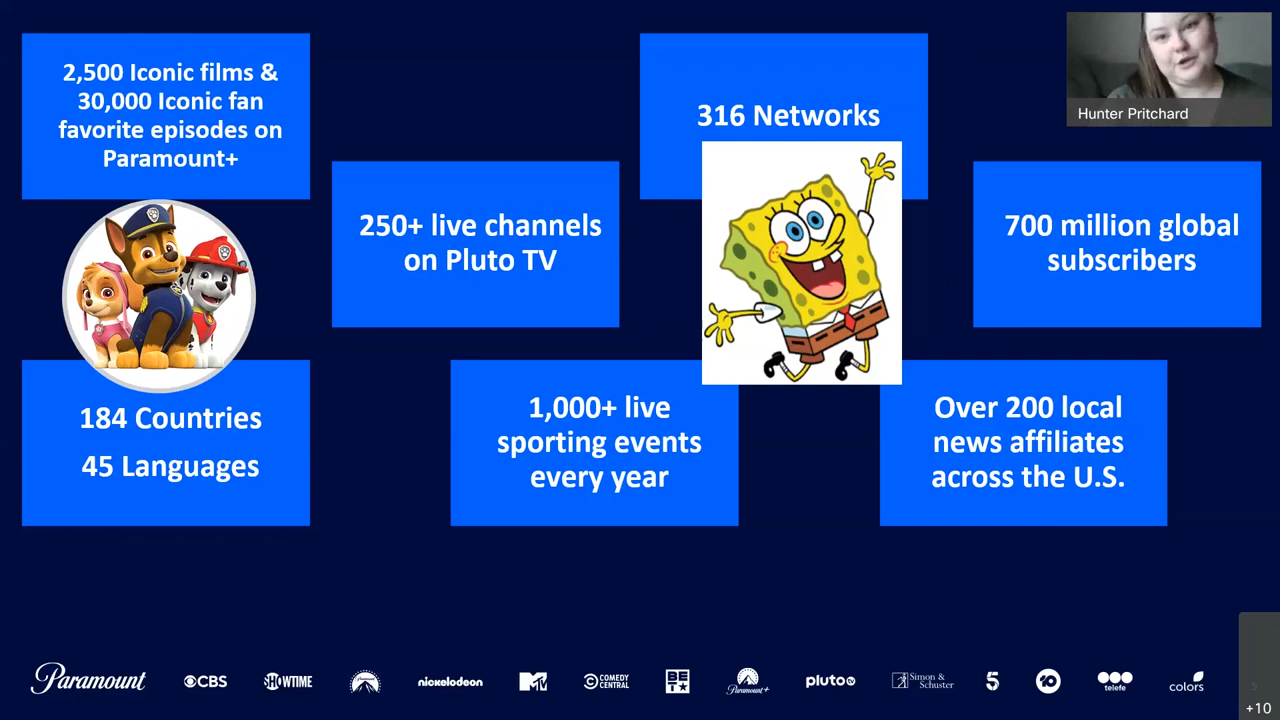 2,500 Iconic films &
30,000 Iconic fan
favorite episodes on
Paramount+
316 Networks
Hunter Pritchard
250+ live channels
on Pluto TV
700 million global
subscribers
184 Countries
45 Languages
1,000+ live
sporting events
every year
Over 200 local
news affiliates
across the U.S.
Paramount
CBS
SHOWTIME
nickelodeon
MTV
COMEDY
CENTRAL
BET
Paramount+
pluto tv
Simon &
Schuster
5
10
telefe
colors
+10